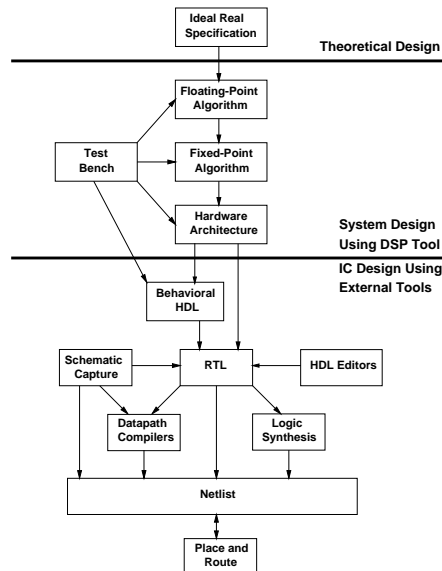 Ideal Real
Specification
Theoretical Design
Floating-Point
Algorithm
Test
Bench
Fixed-Point
Algorithm
Hardware
Architecture
System Design
Using DSP Tool
IC Design Using
External Tools
Behavioral
HDL
Schematic
Capture
RTL
HDL Editors
Datapath
Compilers
Logic
Synthesis
Netlist
Place and
Route